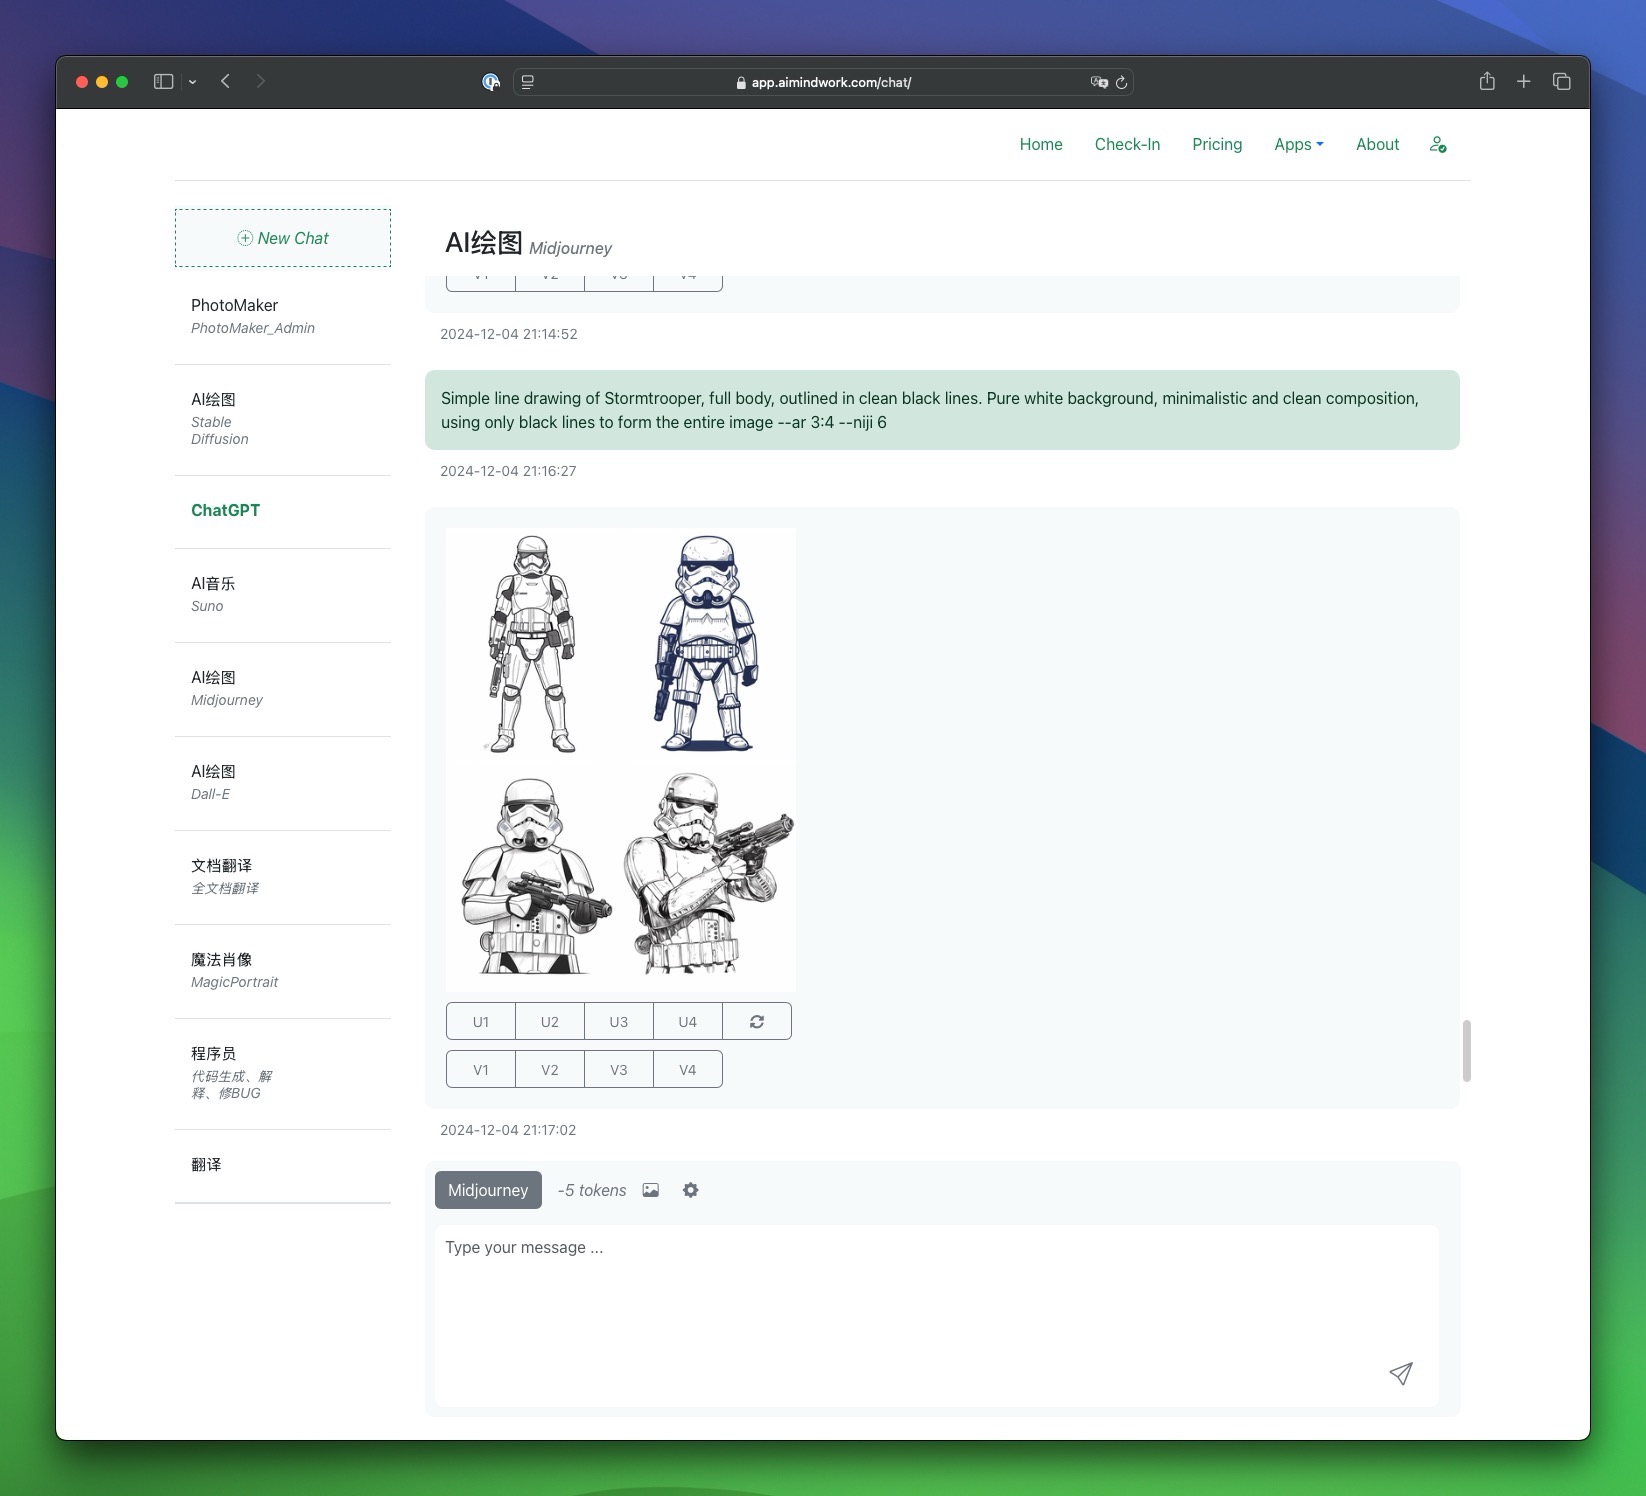 app.aimindwork.com/chat/
Home
Check-In
Pricing
Apps
About
New Chat
PhotoMaker
PhotoMaker_Admin
AI绘图
Stable
Diffusion
ChatGPT
AI音乐
Suno
AI绘图
Midjourney
AI绘图
Dall-E
文档翻译
全文档翻译
魔法肖像
MagicPortrait
程序员
代码生成、解
释、修BUG
翻译
AI绘图 Midjourney
V1 V2 V3 V4
2024-12-04 21:14:52
Simple line drawing of Stormtrooper, full body, outlined in clean black lines. Pure white background, minimalistic and clean composition,
using only black lines to form the entire image --ar 3:4 --niji 6
2024-12-04 21:16:27
U1 U2 U3 U4
V1 V2 V3 V4
2024-12-04 21:17:02
Midjourney -5 tokens
Type your message ...